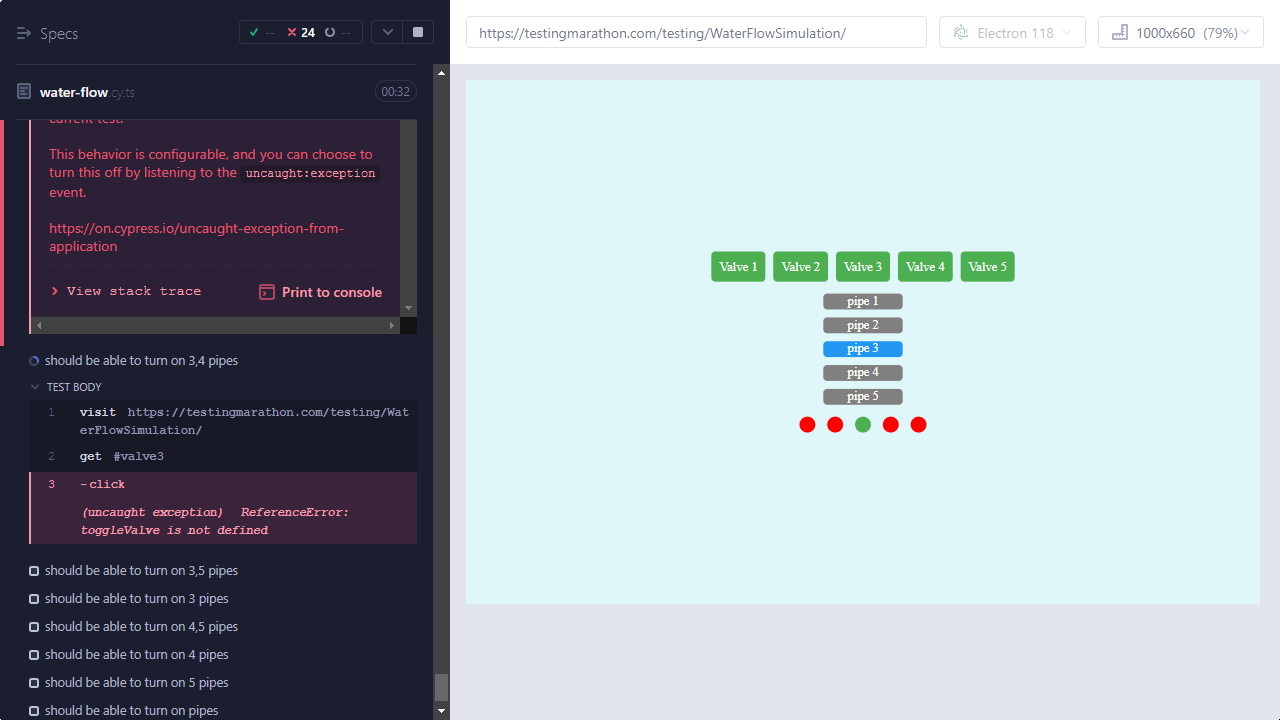 Specs
-- 24 --
https://testingmarathon.com/testing/WaterFlowSimulation/
Electron 118
1000x660 (79%)
water-flow.cy.ts
00:32
current test.
This behavior is configurable, and you can choose to
turn this off by listening to the uncaught:exception
event.
https://on.cypress.io/uncaught-exception-from-
application
View stack trace
Print to console
should be able to turn on 3,4 pipes
TEST BODY
1 visit https://testingmarathon.com/testing/Wat
erFlowSimulation/
2 get #valve3
3 -click
(uncaught exception) ReferenceError:
toggleValve is not defined
should be able to turn on 3,5 pipes
should be able to turn on 3 pipes
should be able to turn on 4,5 pipes
should be able to turn on 4 pipes
should be able to turn on 5 pipes
should be able to turn on pipes
Valve 1 Valve 2 Valve 3 Valve 4 Valve 5
pipe 1
pipe 2
pipe 3
pipe 4
pipe 5